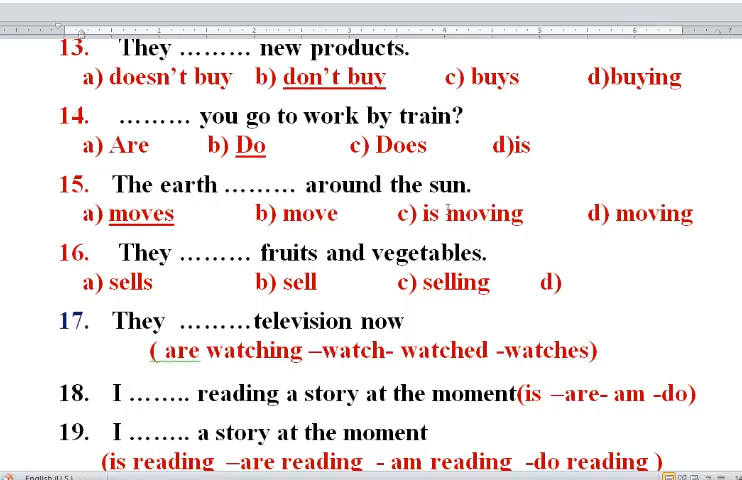 13. They ……… new products.
a) doesn’t buy b) don’t buy c) buys d)buying
14. ……… you go to work by train?
a) Are b) Do c) Does d)is
15. The earth ……… around the sun.
a) moves b) move c) is moving d) moving
16. They ……… fruits and vegetables.
a) sells b) sell c) selling d)
17. They ………television now
( are watching –watch- watched -watches)
18. I …….. reading a story at the moment(is –are- am -do)
19. I …….. a story at the moment
(is reading –are reading - am reading -do reading )
English (U.S.)